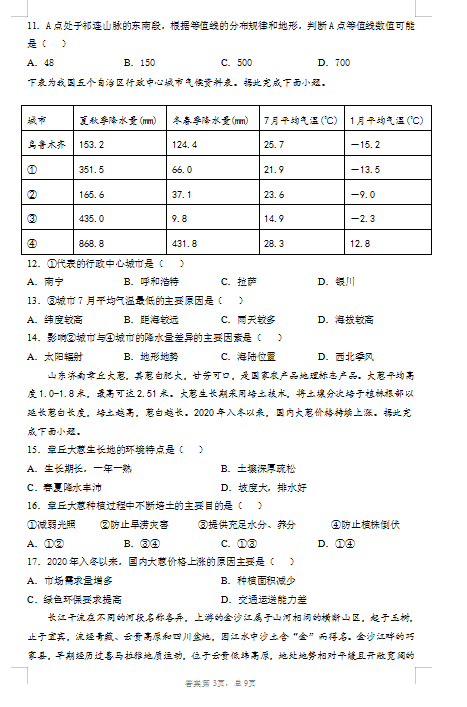 11．A点处于祁连山脉的东南段，根据等值线的分布规律和地形，判断A点等值线数值可能
是（　　）
A．48　B．150　C．500　D．700
下表为我国五个自治区行政中心城市气候资料表。据此完成下面小题。
城市　夏秋季降水量(mm)　冬春季降水量(mm)　7月平均气温(℃)　1月平均气温(℃)
乌鲁木齐　153.2　124.4　25.7　－15.2
①　351.5　66.0　21.9　－13.5
②　165.6　37.1　23.6　－9.0
③　435.0　9.8　14.9　－2.3
④　868.8　431.8　28.3　12.8
12．①代表的行政中心城市是（　　）
A．南宁　B．呼和浩特　C．拉萨　D．银川
13．③城市7月平均气温最低的主要原因是（　　）
A．纬度较高　B．距海较远　C．雨天较多　D．海拔较高
14．影响②城市与④城市的降水量差异的主要因素是（　　）
A．太阳辐射　B．地形地势　C．海陆位置　D．西北季风
山东济南章丘大葱，其葱白肥大，甘芳可口，是国家农产品地理标志产品。大葱平均高
度1.0-1.8米，最高可达2.51米。大葱生长期采用培土技术，将土壤分次培于植株根部以
延长葱白长度，培土越高，葱白越长。2020年入冬以来，国内大葱价格持续上涨。据此完
成下面小题。
15．章丘大葱生长地的环境特点是（　　）
A．生长期长，一年一熟　B．土壤深厚疏松
C．春夏降水丰沛　D．坡度大，排水好
16．章丘大葱种植过程中不断培土的主要目的是（　　）
①减弱光照　②防止旱涝灾害　③提供充足水分、养分　④防止植株倒伏
A．①②　B．③④　C．①③　D．①④
17．2020年入冬以来，国内大葱价格上涨的原因主要是（　　）
A．市场需求量增多　B．种植面积减少
C．绿色环保要求提高　D．交通运送能力差
长江干流在不同的河段名称各异，上游的金沙江属于山河相间的横断山区，起于玉树，
止于宜宾，流经青藏、云贵高原和四川盆地，因江水中沙土含“金”而得名。金沙江畔的巧
家县，早期经历过喜马拉雅地质运动，位于云贵低纬高原，地处地势相对平缓且开敞宽阔的
答案第3页，总9页